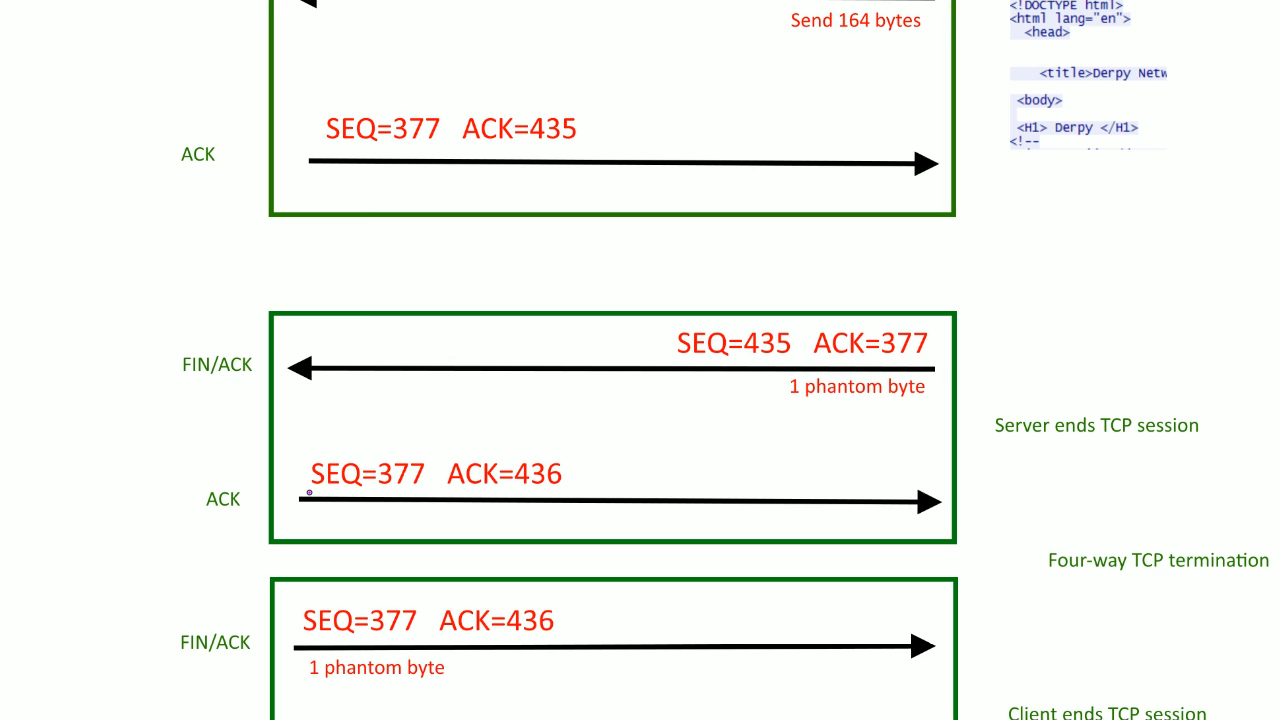 Send 164 bytes
<!DOCTYPE html>
<html lang="en">
<head>
<title>Derpy Netw
<body>
<H1> Derpy </H1>
<!--
SEQ=377 ACK=435
ACK
SEQ=435 ACK=377
FIN/ACK
1 phantom byte
Server ends TCP session
SEQ=377 ACK=436
ACK
Four-way TCP termination
SEQ=377 ACK=436
FIN/ACK
1 phantom byte
Client ends TCP session